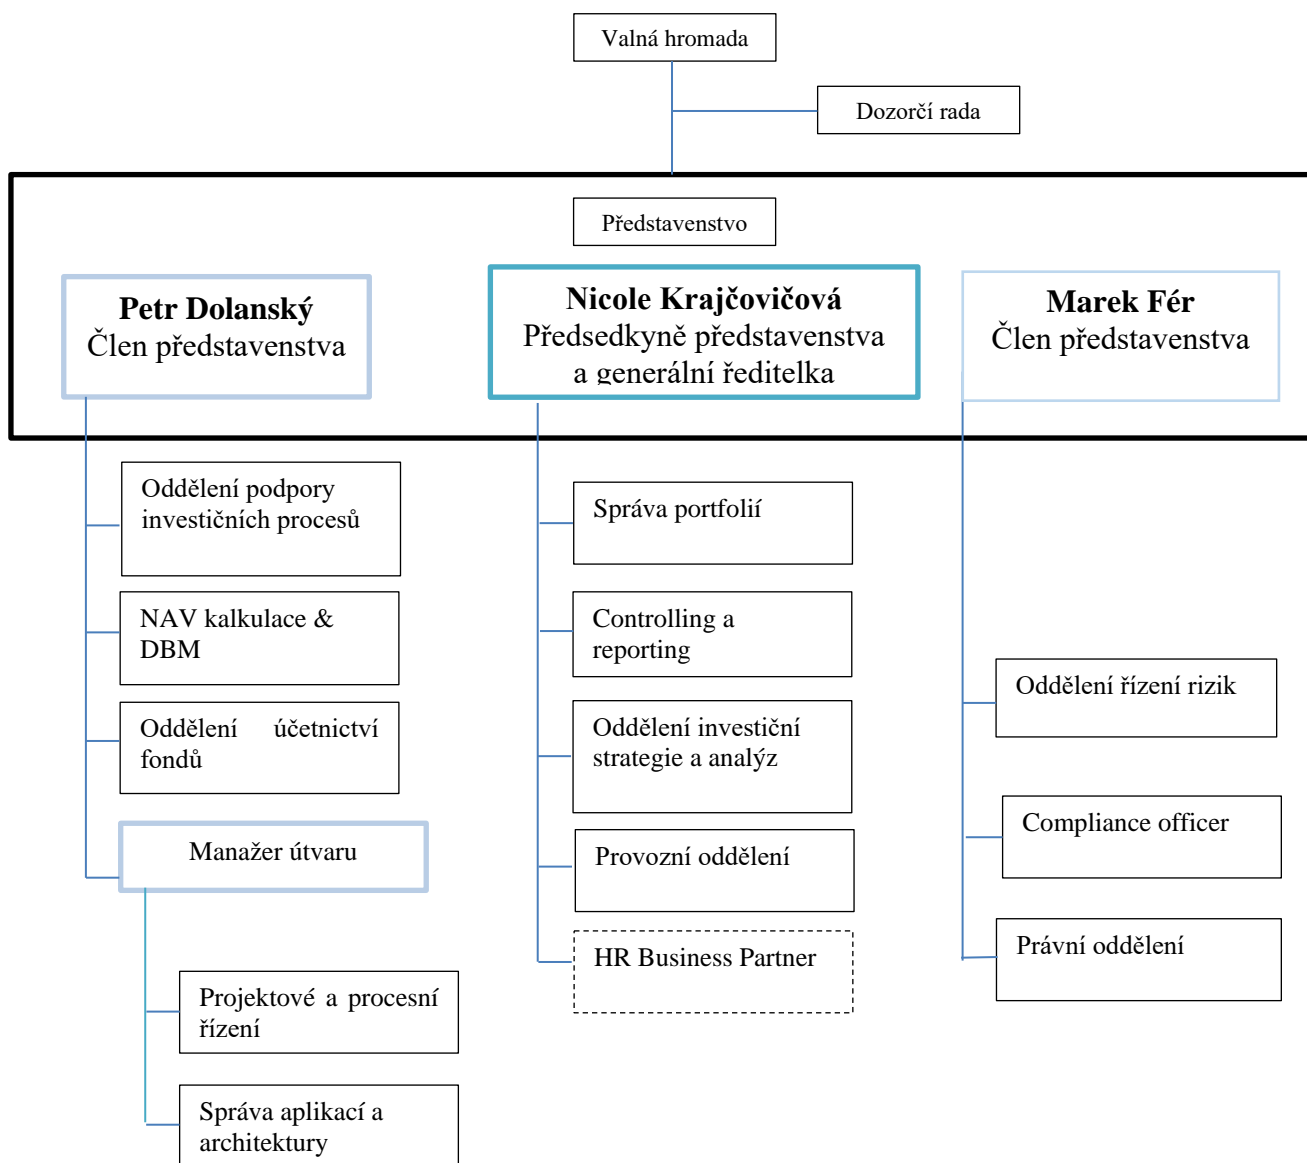 Valná hromada
Dozorčí rada
Představenstvo
Petr Dolanský
Člen představenstva
Nicole Krajčovičová
Předsedkyně představenstva
a generální ředitelka
Marek Fér
Člen představenstva
Oddělení podpory
investičních procesů
NAV kalkulace &
DBM
Oddělení účetnictví
fondů
Manažer útvaru
Projektové a procesní
řízení
Správa aplikací a
architektury
Správa portfolií
Controlling a
reporting
Oddělení investiční
strategie a analýz
Provozní oddělení
HR Business Partner
Oddělení řízení rizik
Compliance officer
Právní oddělení